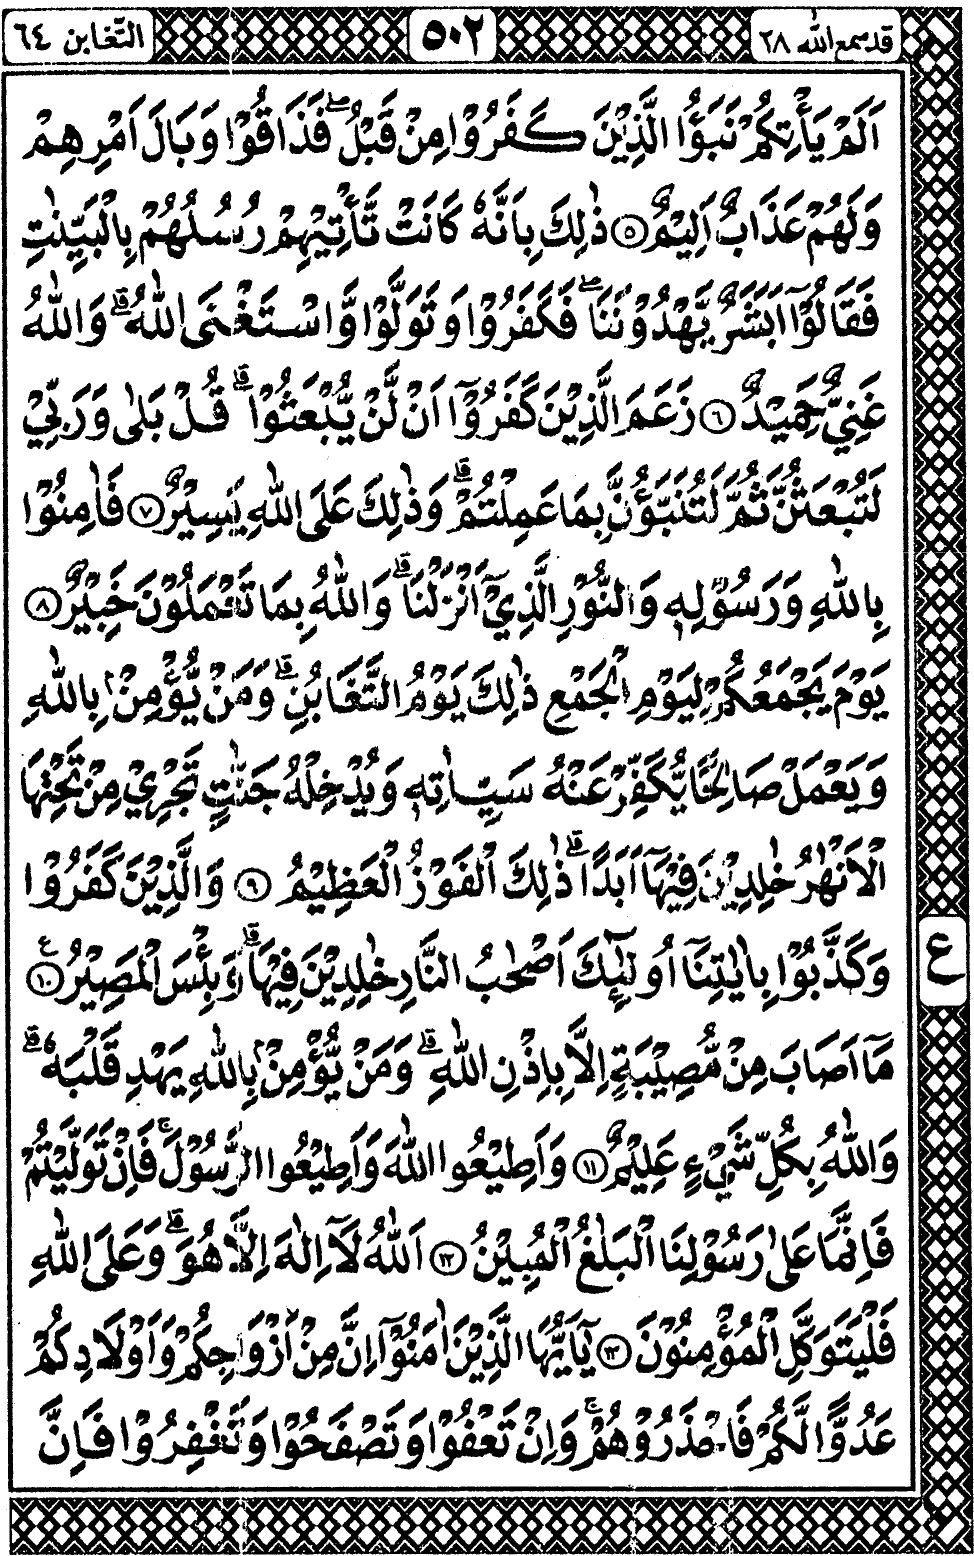 قد سمع الله ٢٨
٥٠٢
التّغابن ٦٤
اَلَمْ يَاْتِكُمْ نَبَؤُا الَّذِيْنَ كَفَرُوْا مِنْ قَبْلُ ؗ فَذَاقُوْا وَبَالَ اَمْرِهِمْ
وَلَهُمْ عَذَابٌ اَلِيْمٌ ۝٥ ذٰلِكَ بِاَنَّهٗ كَانَتْ تَّاْتِيْهِمْ رُسُلُهُمْ بِالْبَيِّنٰتِ
فَقَالُوْۤا اَبَشَرٌ يَّهْدُوْنَنَا ؗ فَكَفَرُوْا وَ تَوَلَّوْا وَّاسْتَغْنَى اللّٰهُ ؕ وَاللّٰهُ
غَنِيٌّ حَمِيْدٌ ۝٦ زَعَمَ الَّذِيْنَ كَفَرُوْۤا اَنْ لَّنْ يُّبْعَثُوْا ؕ قُلْ بَلٰى وَرَبِّيْ
لَتُبْعَثُنَّ ثُمَّ لَتُنَبَّؤُنَّ بِمَا عَمِلْتُمْ ؕ وَذٰلِكَ عَلَى اللّٰهِ يَسِيْرٌ ۝٧ فَاٰمِنُوْا
بِاللّٰهِ وَرَسُوْلِهٖ وَالنُّوْرِ الَّذِيْۤ اَنْزَلْنَا ؕ وَاللّٰهُ بِمَا تَعْمَلُوْنَ خَبِيْرٌ ۝٨
يَوْمَ يَجْمَعُكُمْ لِيَوْمِ الْجَمْعِ ذٰلِكَ يَوْمُ التَّغَابُنِ ؕ وَمَنْ يُّؤْمِنْۢ بِاللّٰهِ
وَيَعْمَلْ صَالِحًا يُّكَفِّرْ عَنْهُ سَيِّاٰتِهٖ وَيُدْخِلْهُ جَنّٰتٍ تَجْرِيْ مِنْ تَحْتِهَا
الْاَنْهٰرُ خٰلِدِيْنَ فِيْهَاۤ اَبَدًا ؕ ذٰلِكَ الْفَوْزُ الْعَظِيْمُ ۝٩ وَالَّذِيْنَ كَفَرُوْا
وَكَذَّبُوْا بِاٰيٰتِنَاۤ اُولٰٓئِكَ اَصْحٰبُ النَّارِ خٰلِدِيْنَ فِيْهَا ؕ وَبِئْسَ الْمَصِيْرُ ۝١٠ ع
ع
مَاۤ اَصَابَ مِنْ مُّصِيْبَةٍ اِلَّا بِاِذْنِ اللّٰهِ ؕ وَمَنْ يُّؤْمِنْۢ بِاللّٰهِ يَهْدِ قَلْبَهٗ ؕ
وَاللّٰهُ بِكُلِّ شَيْءٍ عَلِيْمٌ ۝١١ وَاَطِيْعُوا اللّٰهَ وَاَطِيْعُوا الرَّسُوْلَ ۚ فَاِنْ تَوَلَّيْتُمْ
فَاِنَّمَا عَلٰى رَسُوْلِنَا الْبَلٰغُ الْمُبِيْنُ ۝١٢ اَللّٰهُ لَاۤ اِلٰهَ اِلَّا هُوَ ؕ وَعَلَى اللّٰهِ
فَلْيَتَوَكَّلِ الْمُؤْمِنُوْنَ ۝١٣ يٰۤاَيُّهَا الَّذِيْنَ اٰمَنُوْۤا اِنَّ مِنْ اَزْوَاجِكُمْ وَاَوْلَادِكُمْ
عَدُوًّا لَّكُمْ فَاحْذَرُوْهُمْ ۚ وَاِنْ تَعْفُوْا وَتَصْفَحُوْا وَتَغْفِرُوْا فَاِنَّ